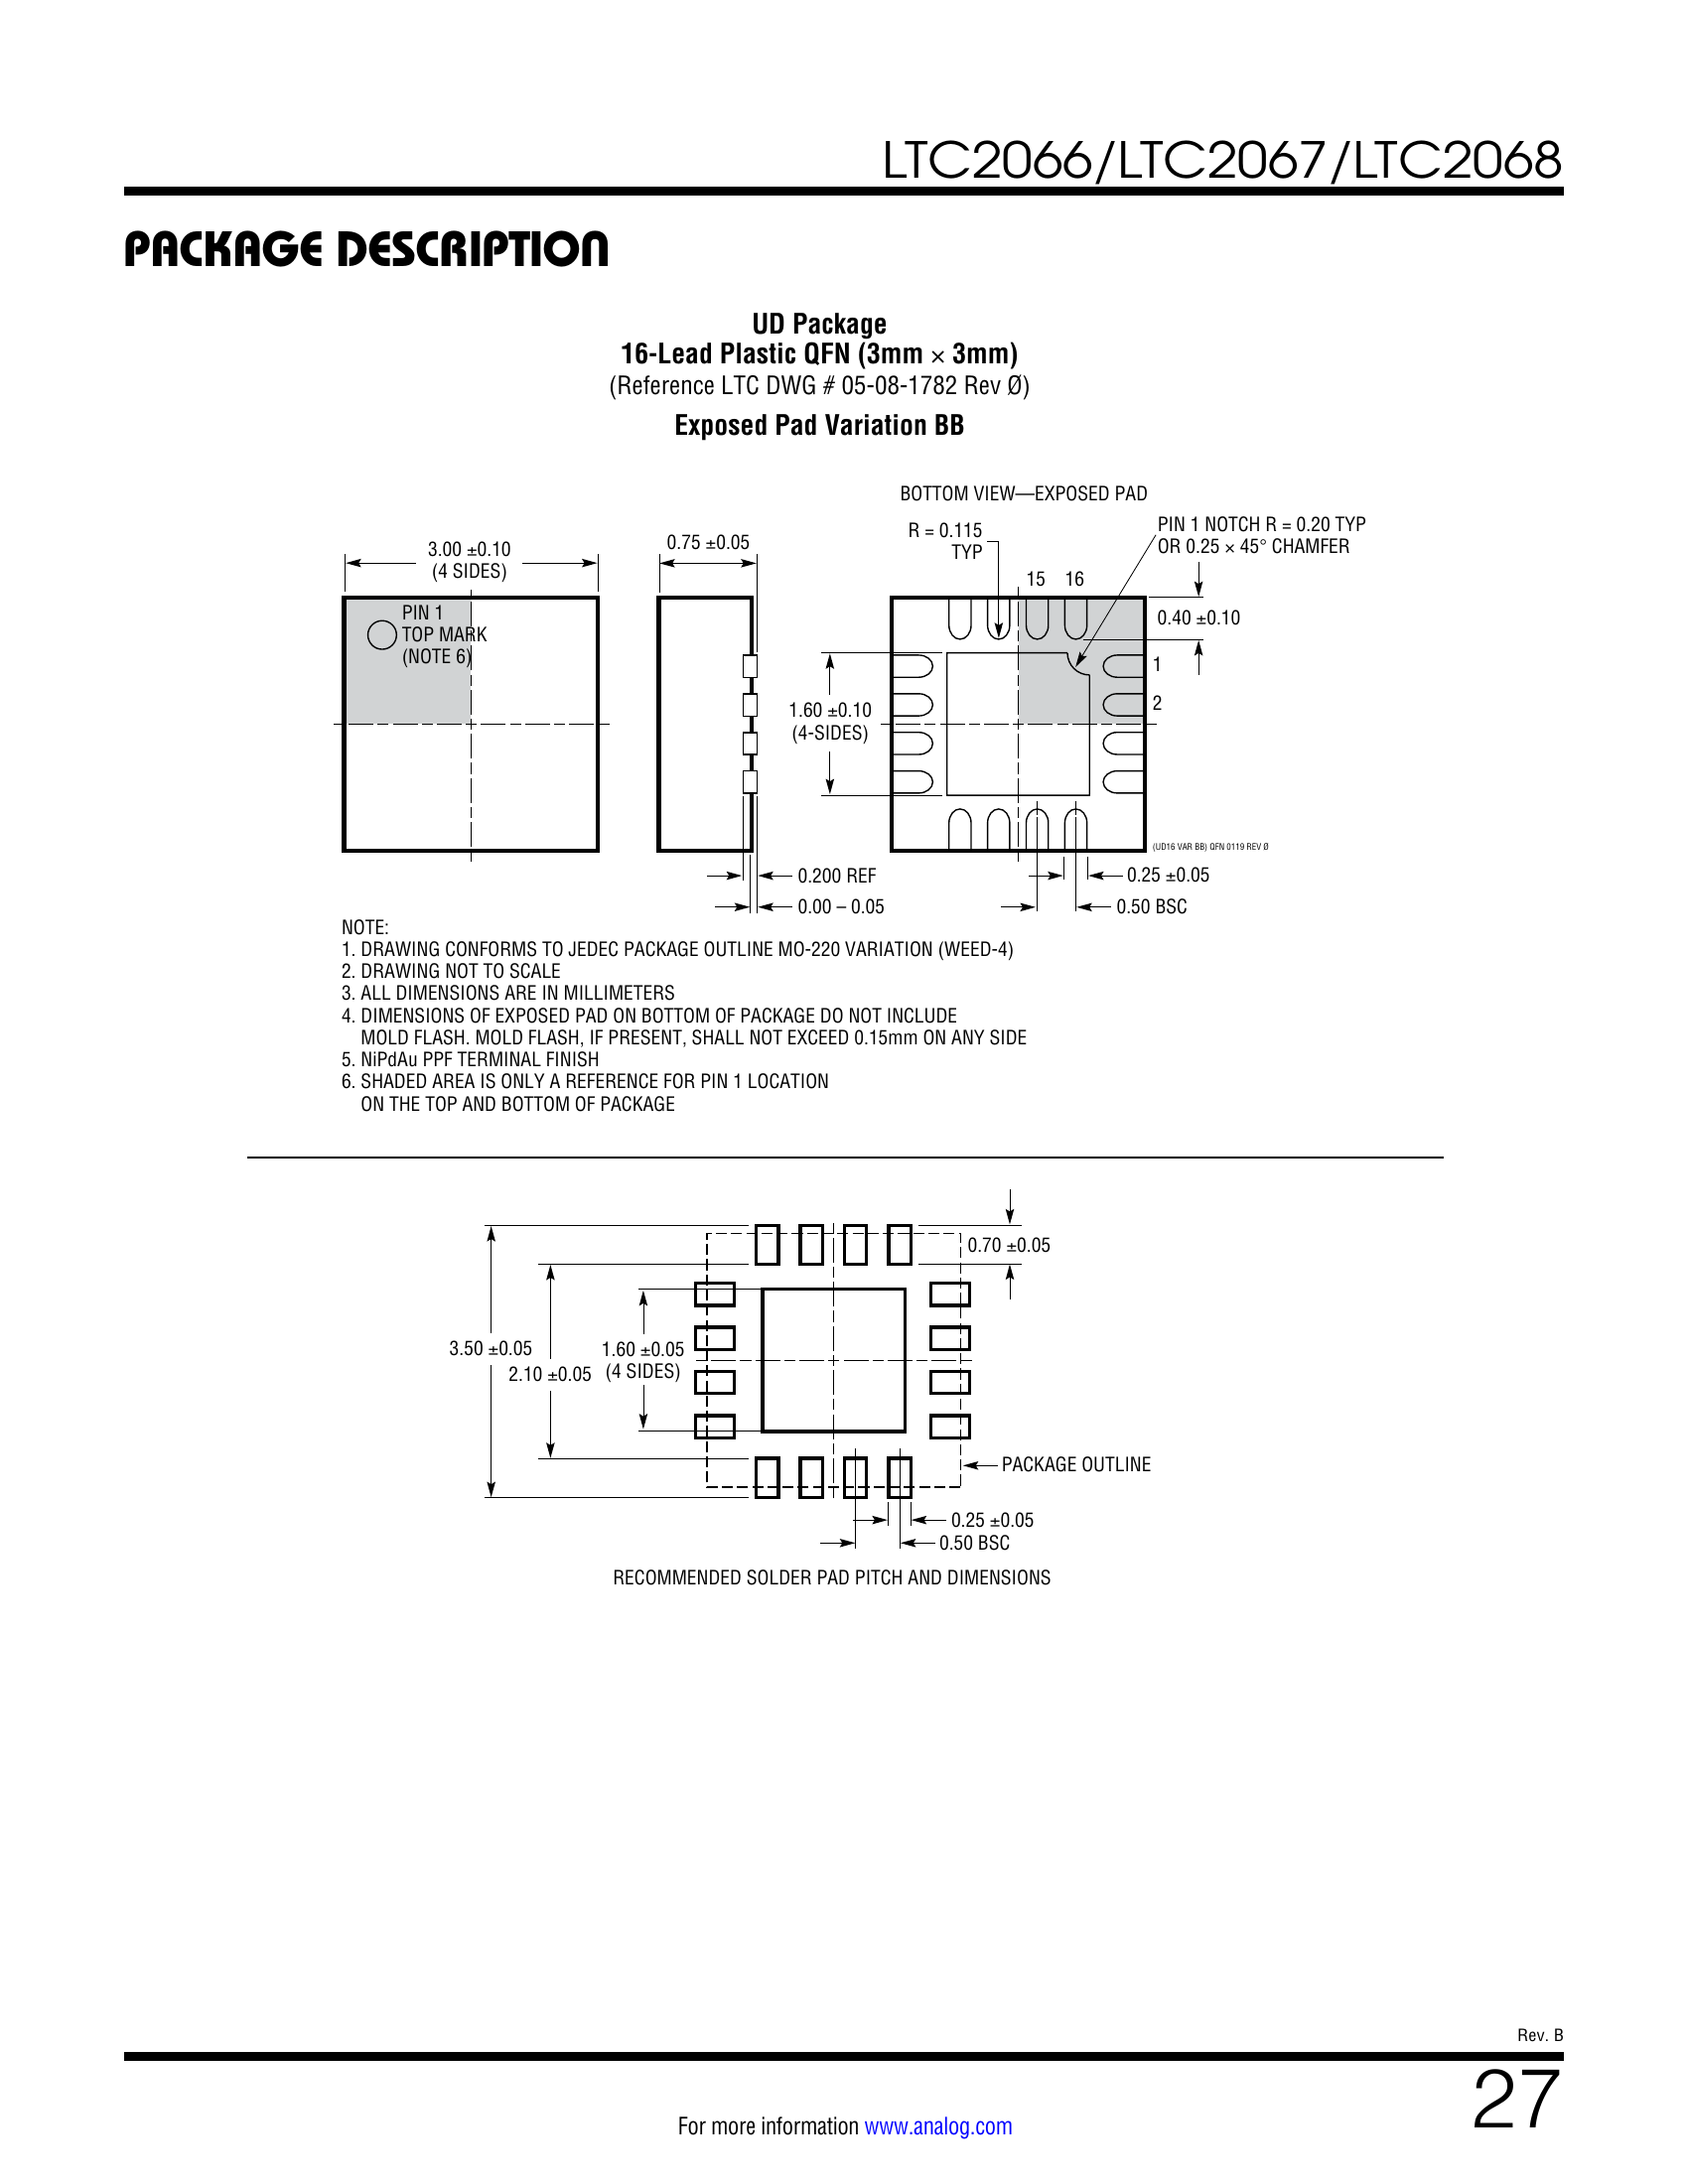 LTC2066/LTC2067/LTC2068
PACKAGE DESCRIPTION
UD Package
16-Lead Plastic QFN (3mm × 3mm)
(Reference LTC DWG # 05-08-1782 Rev Ø)
Exposed Pad Variation BB
BOTTOM VIEW—EXPOSED PAD
3.00 ±0.10
(4 SIDES)
0.75 ±0.05
R = 0.115
TYP
PIN 1 NOTCH R = 0.20 TYP
OR 0.25 × 45° CHAMFER
15 16
PIN 1
TOP MARK
(NOTE 6)
0.40 ±0.10
1
2
1.60 ±0.10
(4-SIDES)
(UD16 VAR BB) QFN 0119 REV Ø
0.200 REF
0.00 – 0.05
0.25 ±0.05
0.50 BSC
NOTE:
1. DRAWING CONFORMS TO JEDEC PACKAGE OUTLINE MO-220 VARIATION (WEED-4)
2. DRAWING NOT TO SCALE
3. ALL DIMENSIONS ARE IN MILLIMETERS
4. DIMENSIONS OF EXPOSED PAD ON BOTTOM OF PACKAGE DO NOT INCLUDE
MOLD FLASH. MOLD FLASH, IF PRESENT, SHALL NOT EXCEED 0.15mm ON ANY SIDE
5. NiPdAu PPF TERMINAL FINISH
6. SHADED AREA IS ONLY A REFERENCE FOR PIN 1 LOCATION
ON THE TOP AND BOTTOM OF PACKAGE
0.70 ±0.05
3.50 ±0.05
2.10 ±0.05
1.60 ±0.05
(4 SIDES)
PACKAGE OUTLINE
0.25 ±0.05
0.50 BSC
RECOMMENDED SOLDER PAD PITCH AND DIMENSIONS
Rev. B
27
For more information www.analog.com